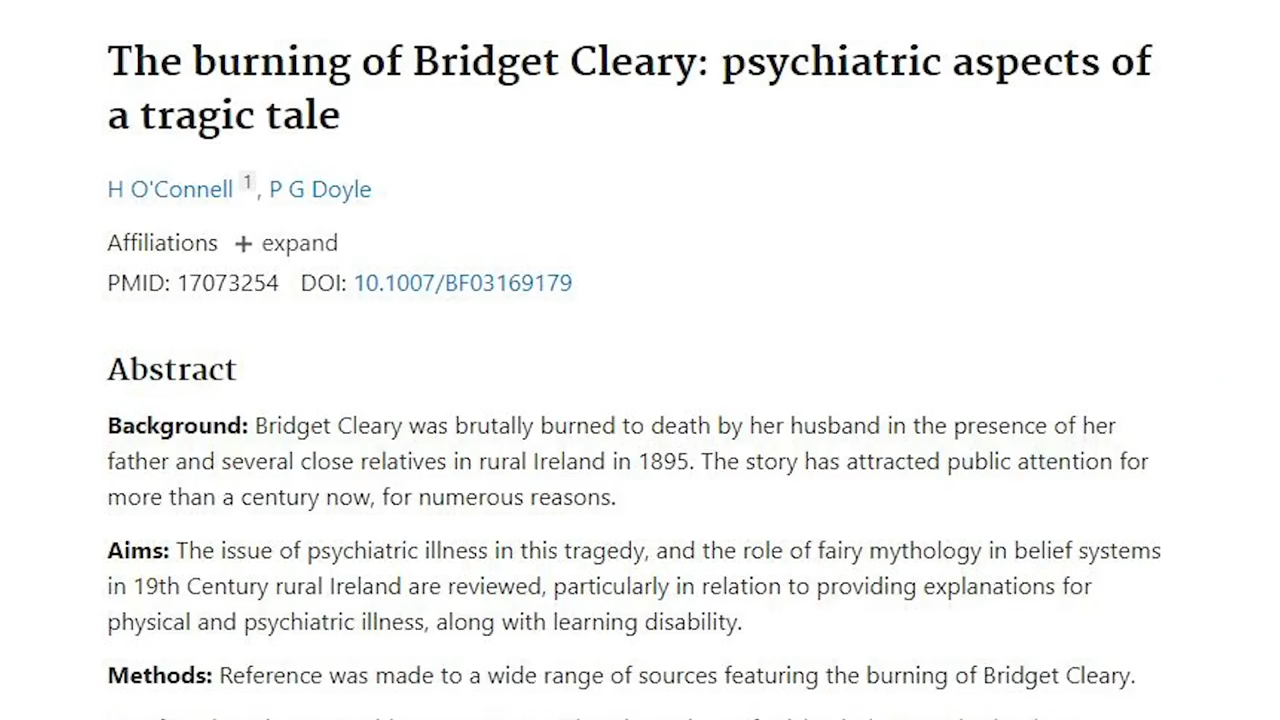 The burning of Bridget Cleary: psychiatric aspects of
a tragic tale
H O'Connell 1 , P G Doyle
Affiliations + expand
PMID: 17073254 DOI: 10.1007/BF03169179
Abstract
Background: Bridget Cleary was brutally burned to death by her husband in the presence of her
father and several close relatives in rural Ireland in 1895. The story has attracted public attention for
more than a century now, for numerous reasons.
Aims: The issue of psychiatric illness in this tragedy, and the role of fairy mythology in belief systems
in 19th Century rural Ireland are reviewed, particularly in relation to providing explanations for
physical and psychiatric illness, along with learning disability.
Methods: Reference was made to a wide range of sources featuring the burning of Bridget Cleary.